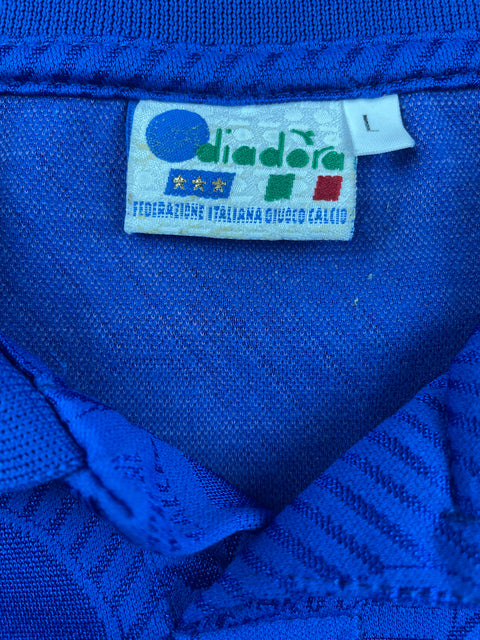 diadora
L
FEDERAZIONE ITALIANA GIUOCO CALCIO